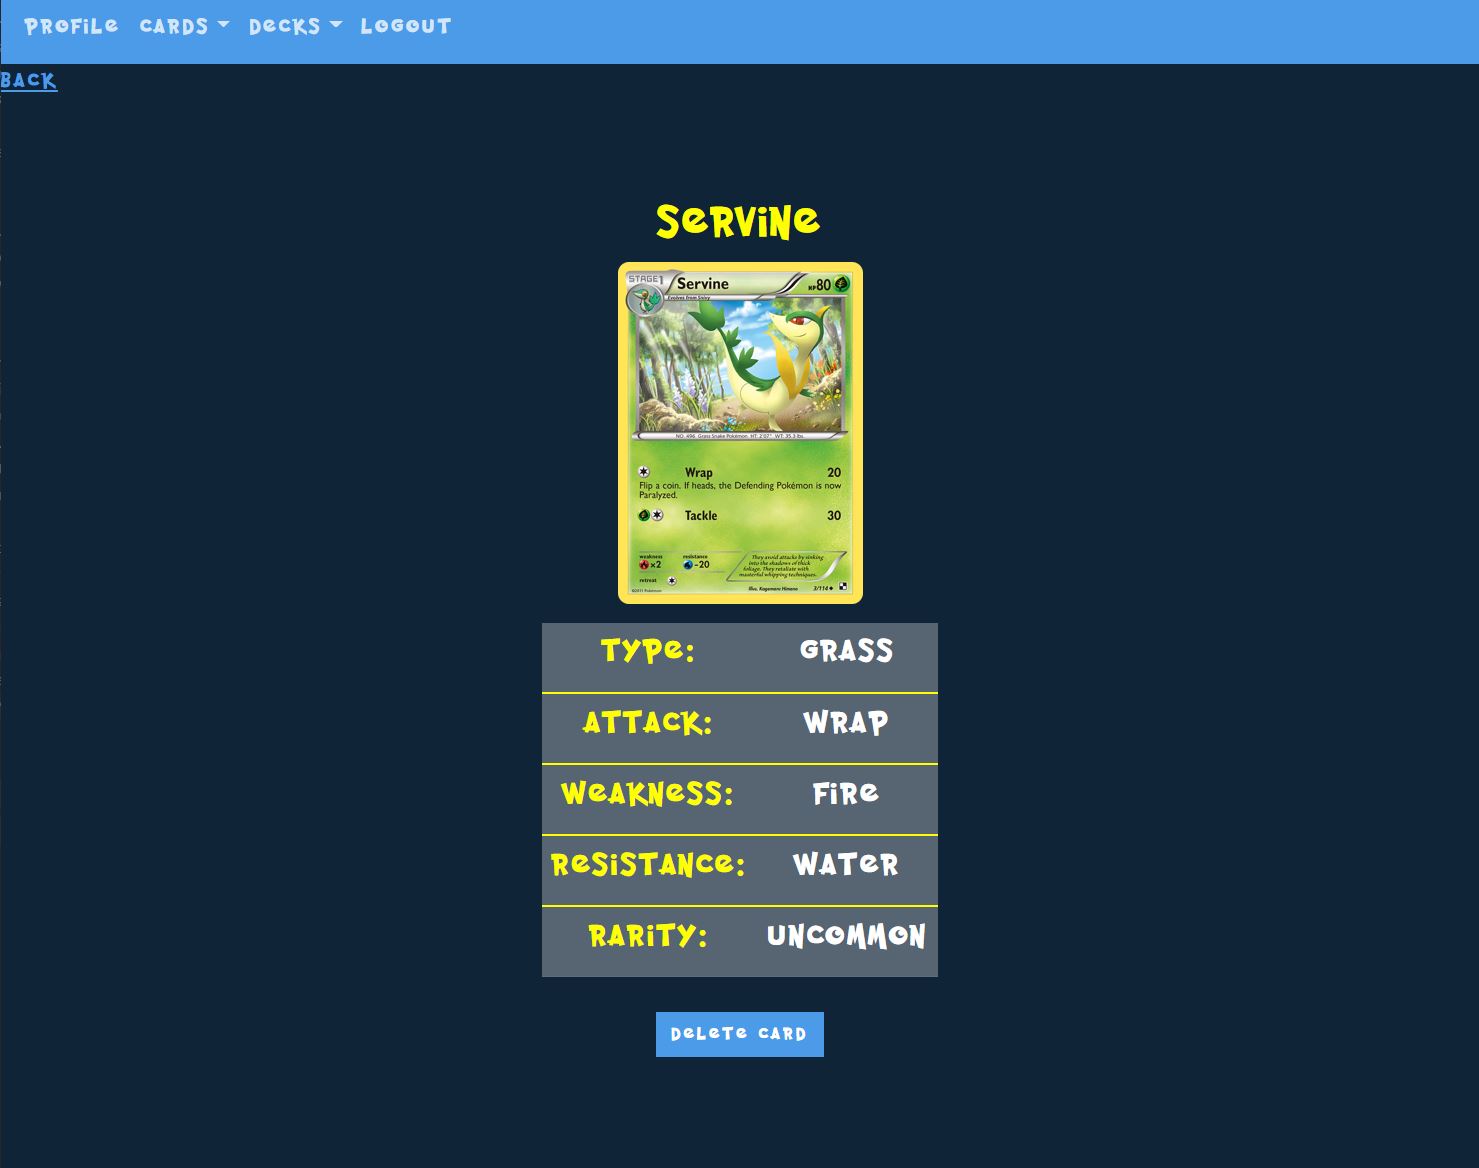 PROFILE CARDS DECKS LOGOUT
BACK
SERVINE
STAGE1 Servine HP80
Evolves from Snivy
NO. 496 Grass Snake Pokémon HT: 2'07" WT: 35.3 lbs.
Wrap 20
Flip a coin. If heads, the Defending Pokémon is now
Paralyzed.
Tackle 30
weakness resistance
×2 -20
They avoid attacks by sinking
into the shadows of thick
foliage. They retaliate with
masterful whipping techniques.
retreat
©2011 Pokémon Illus. Kagemaru Himeno 3/114
TYPE: GRASS
ATTACK: WRAP
WEAKNESS: FIRE
RESISTANCE: WATER
RARITY: UNCOMMON
DELETE CARD